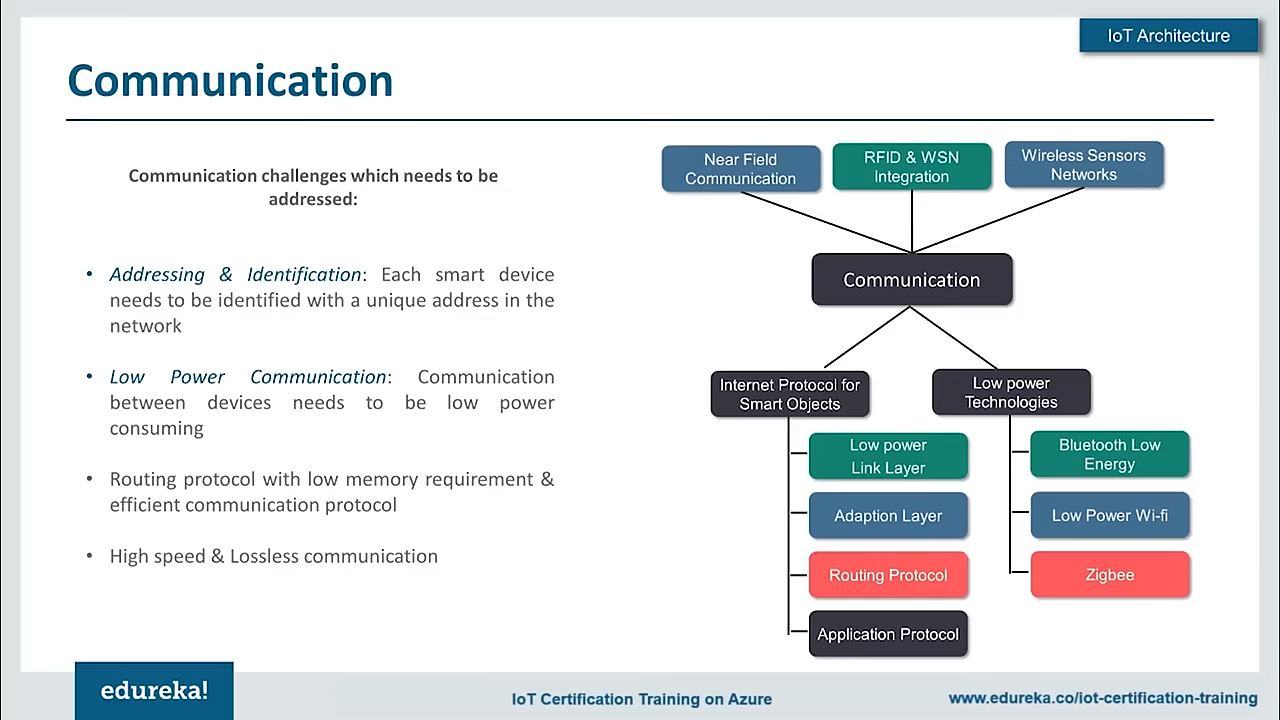 IoT Architecture
Communication
Communication challenges which needs to be
addressed:
• Addressing & Identification: Each smart device
needs to be identified with a unique address in the
network
• Low Power Communication: Communication
between devices needs to be low power
consuming
• Routing protocol with low memory requirement &
efficient communication protocol
• High speed & Lossless communication
Near Field
Communication
RFID & WSN
Integration
Wireless Sensors
Networks
Communication
Internet Protocol for
Smart Objects
Low power
Link Layer
Adaption Layer
Routing Protocol
Application Protocol
Low power
Technologies
Bluetooth Low
Energy
Low Power Wi-fi
Zigbee
edureka!
IoT Certification Training on Azure
www.edureka.co/iot-certification-training